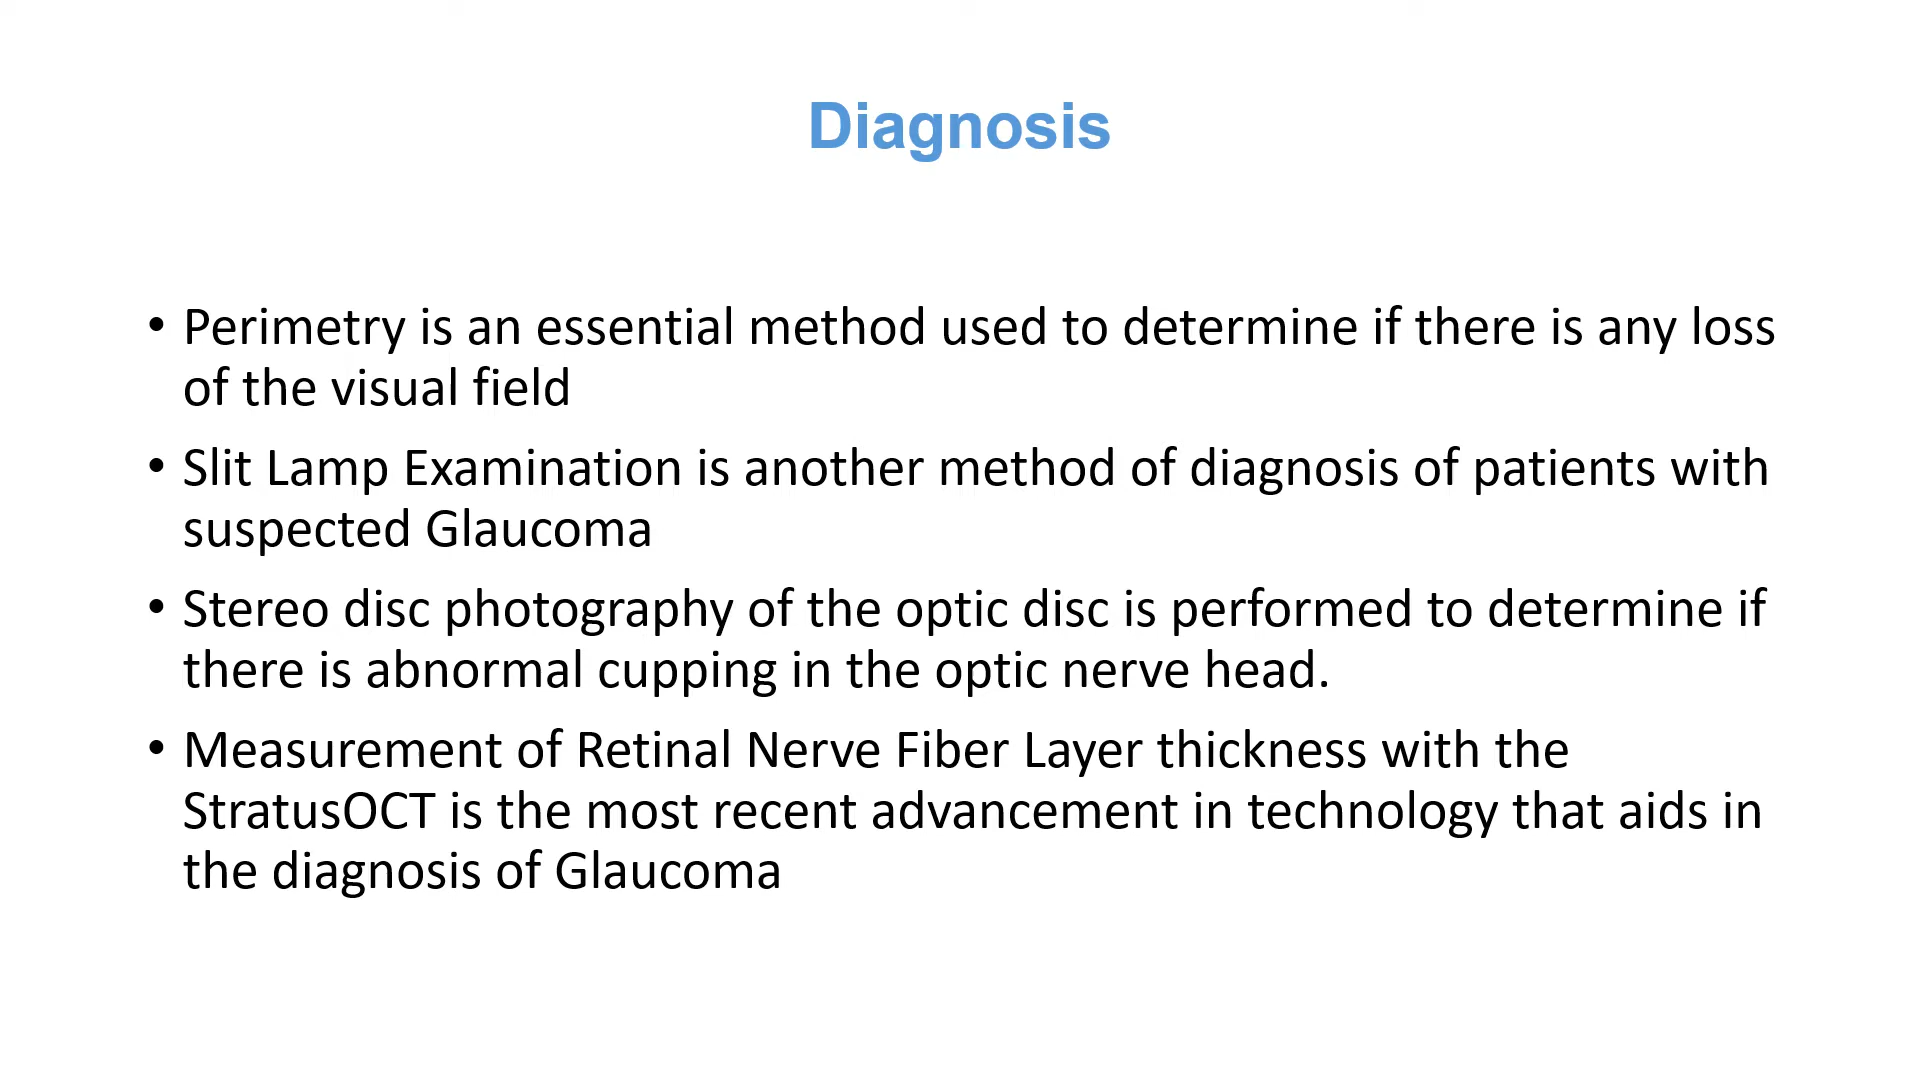 Diagnosis
• Perimetry is an essential method used to determine if there is any loss
of the visual field
• Slit Lamp Examination is another method of diagnosis of patients with
suspected Glaucoma
• Stereo disc photography of the optic disc is performed to determine if
there is abnormal cupping in the optic nerve head.
• Measurement of Retinal Nerve Fiber Layer thickness with the
StratusOCT is the most recent advancement in technology that aids in
the diagnosis of Glaucoma